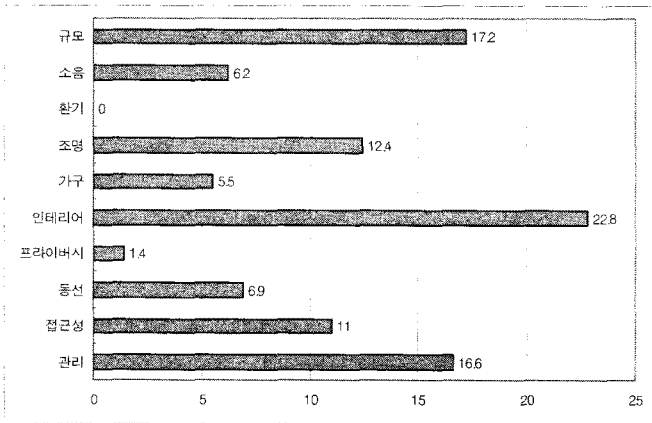 규모 17.2
소음 6.2
환기 0
조명 12.4
가구 5.5
인테리어 22.8
프라이버시 1.4
동선 6.9
접근성 11
관리 16.6
0 5 10 15 20 25